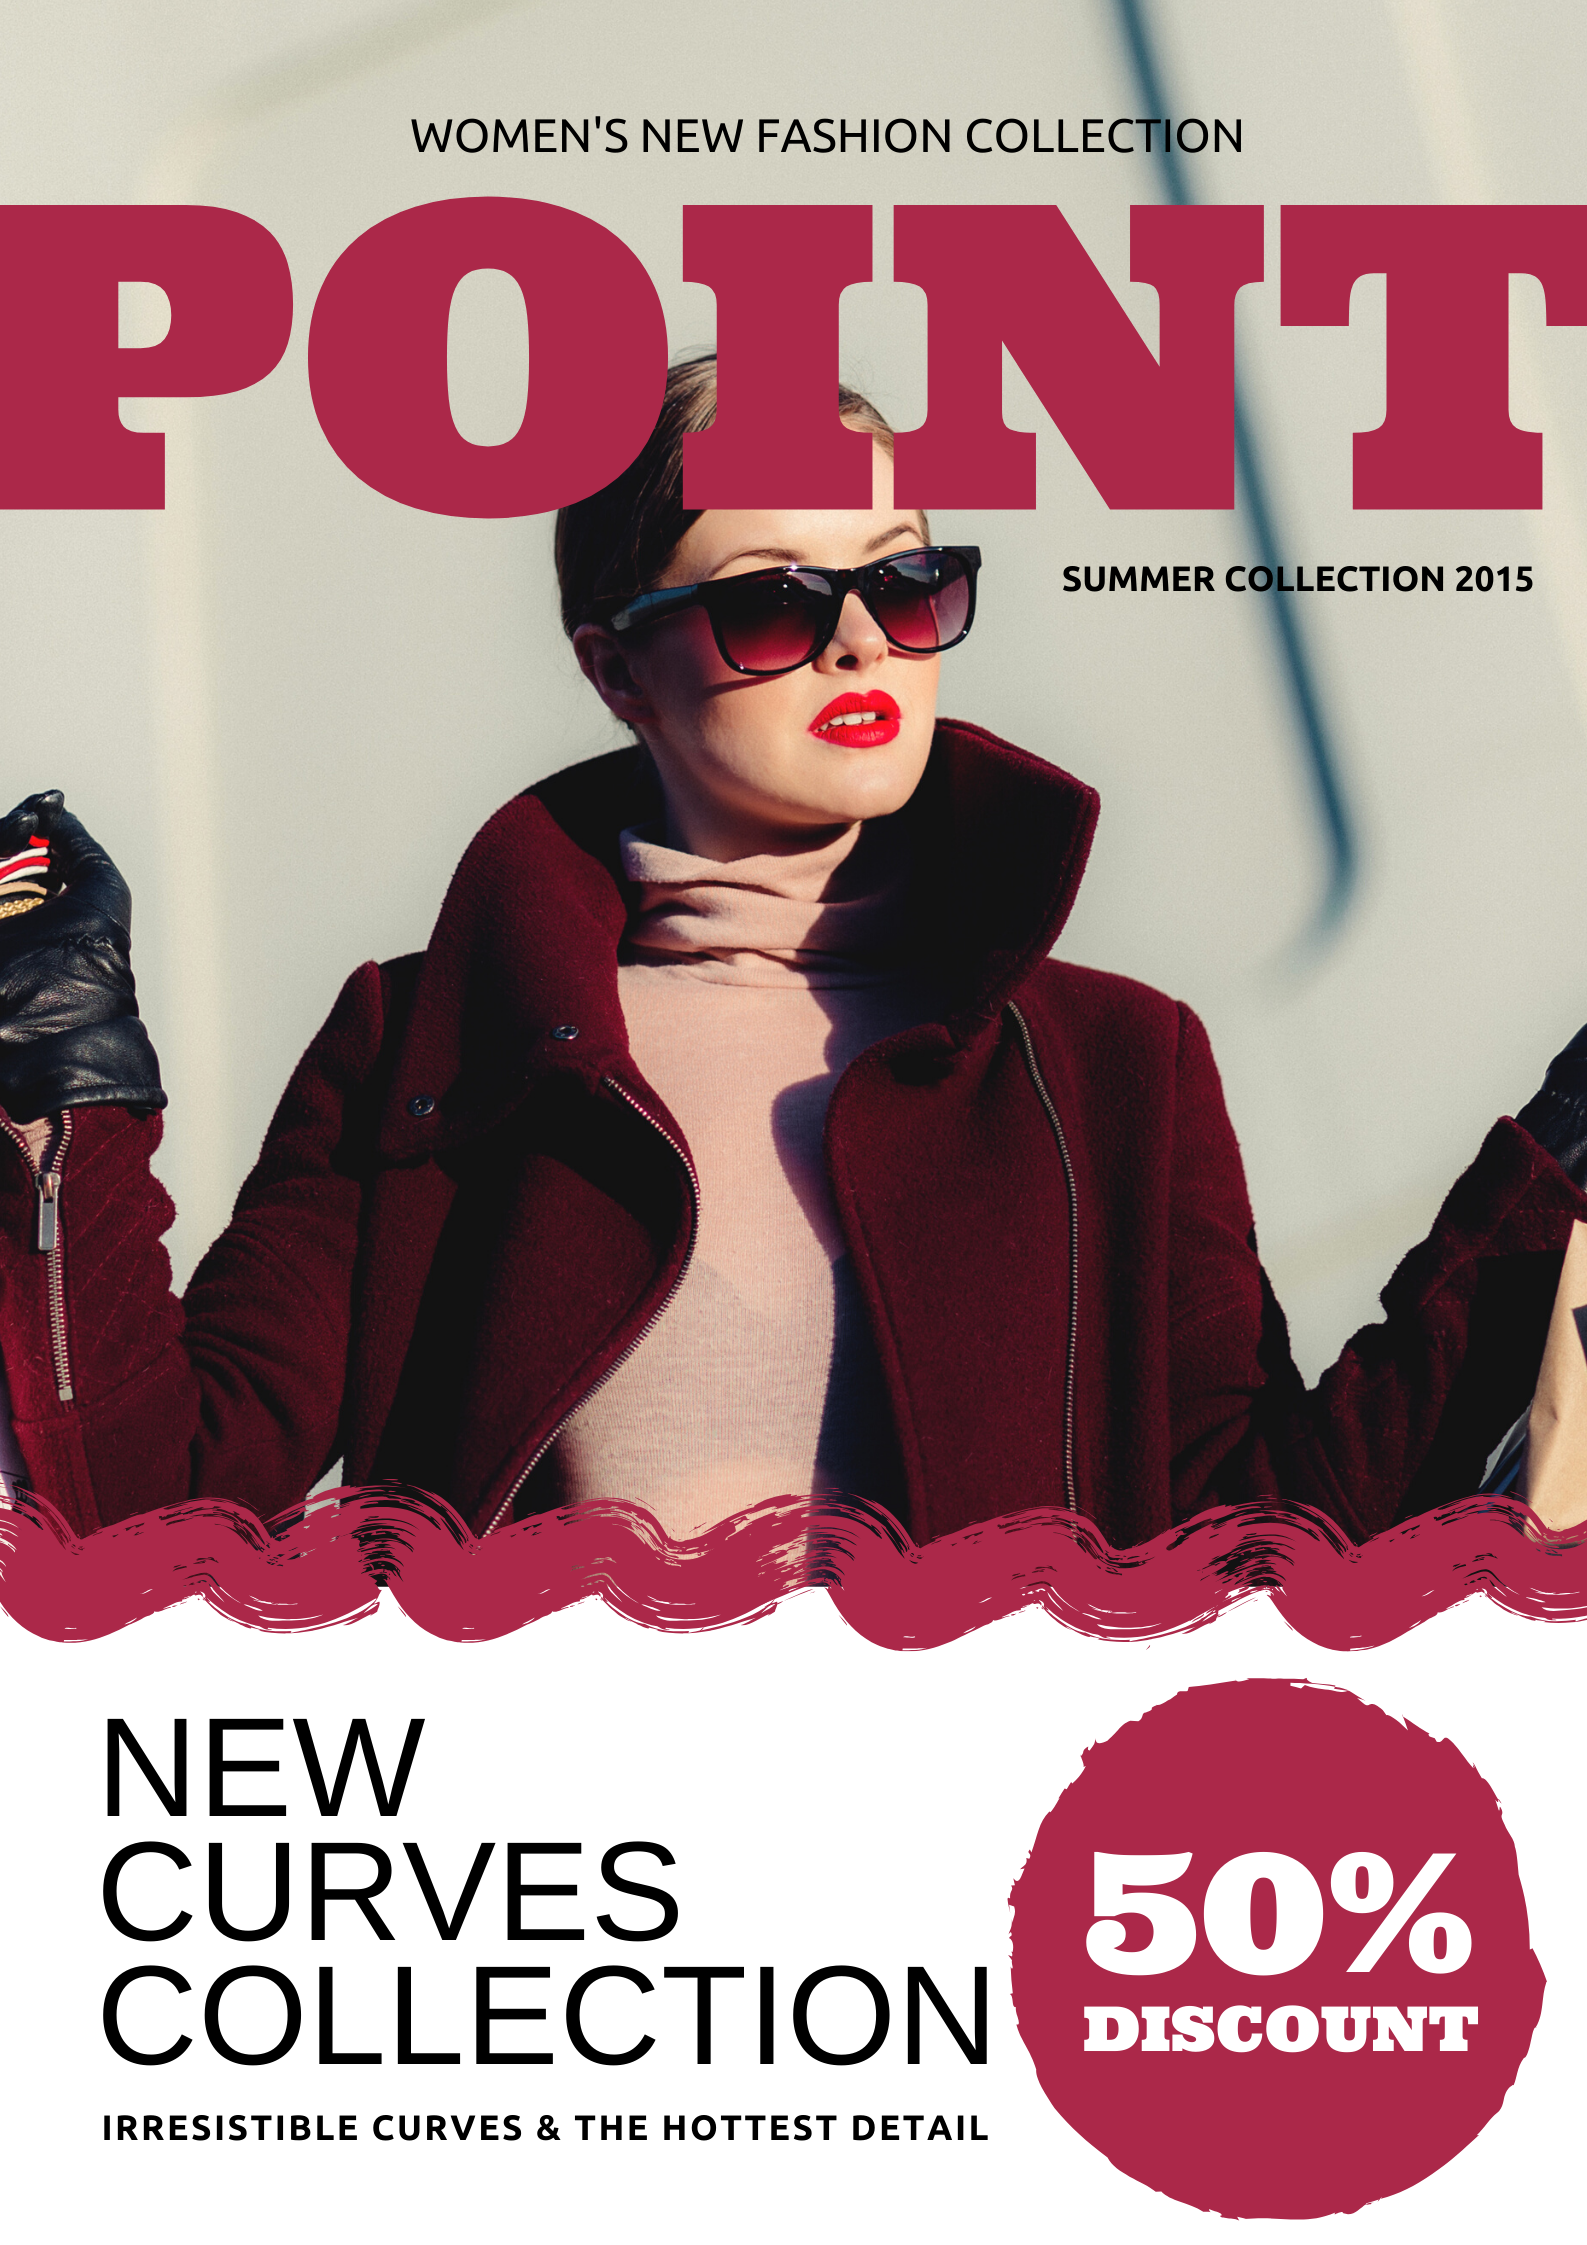 WOMEN'S NEW FASHION COLLECTION
POINT
SUMMER COLLECTION 2015
NEW
CURVES
COLLECTION
IRRESISTIBLE CURVES & THE HOTTEST DETAIL
50%
DISCOUNT